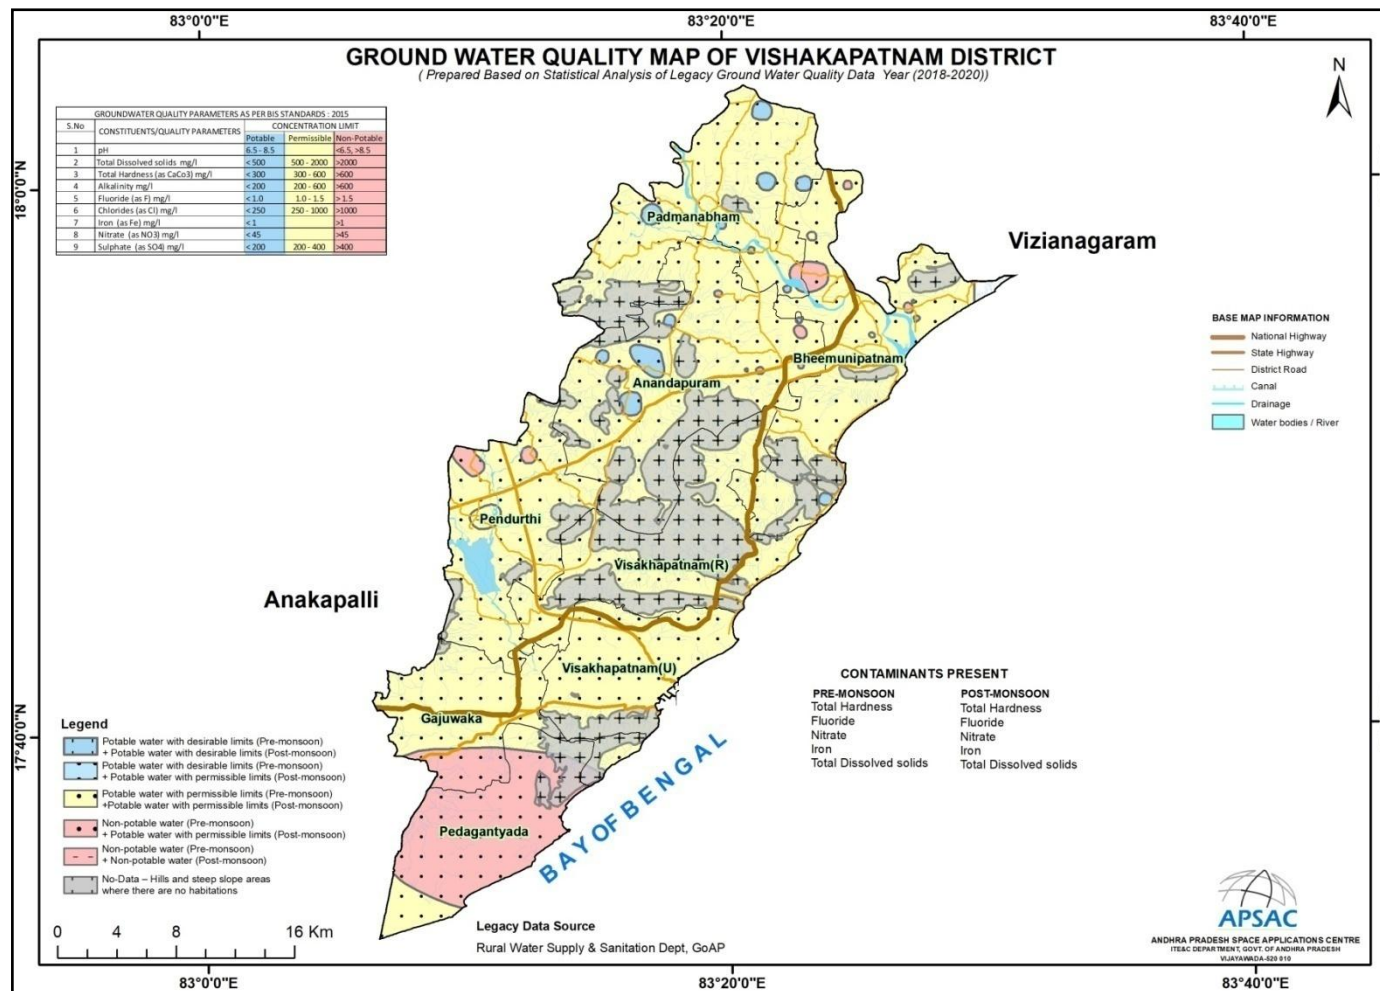 83°0'0"E
83°20'0"E
83°40'0"E
GROUND WATER QUALITY MAP OF VISHAKAPATNAM DISTRICT
( Prepared Based on Statistical Analysis of Legacy Ground Water Quality Data Year (2018-2020))
N
GROUNDWATER QUALITY PARAMETERS AS PER BIS STANDARDS : 2015
S.No CONSTITUENTS/QUALITY PARAMETERS CONCENTRATION LIMIT
Potable Permissible Non-Potable
1 pH 6.5 - 8.5 <6.5, >8.5
2 Total Dissolved solids mg/l <500 500 - 2000 >2000
3 Total Hardness (as CaCo3) mg/l <300 300 - 600 >600
4 Alkalinity mg/l <200 200 - 600 >600
5 Fluoride (as F) mg/l <1.0 1.0 - 1.5 >1.5
6 Chlorides (as Cl) mg/l <250 250 - 1000 >1000
7 Iron (as Fe) mg/l <1 >1
8 Nitrate (as NO3) mg/l <45 >45
9 Sulphate (as SO4) mg/l <200 200 - 400 >400
18°0'0"N
Padmanabham
Vizianagaram
Bheemunipatnam
Anandapuram
BASE MAP INFORMATION
National Highway
State Highway
District Road
Canal
Drainage
Water bodies / River
Pendurthi
Visakhapatnam(R)
Anakapalli
Visakhapatnam(U)
Gajuwaka
Pedagantyada
BAY OF BENGAL
CONTAMINANTS PRESENT
PRE-MONSOON POST-MONSOON
Total Hardness Total Hardness
Fluoride Fluoride
Nitrate Nitrate
Iron Iron
Total Dissolved solids Total Dissolved solids
17°40'0"N
Legend
Potable water with desirable limits (Pre-monsoon)
+ Potable water with desirable limits (Post-monsoon)
Potable water with desirable limits (Pre-monsoon)
+ Potable water with permissible limits (Post-monsoon)
Potable water with permissible limits (Pre-monsoon)
+Potable water with permissible limits (Post-monsoon)
Non-potable water (Pre-monsoon)
+ Potable water with permissible limits (Post-monsoon)
Non-potable water (Pre-monsoon)
+ Non-potable water (Post-monsoon)
No-Data – Hills and steep slope areas
where there are no habitations
0 4 8 16 Km
Legacy Data Source
Rural Water Supply & Sanitation Dept, GoAP
APSAC
ANDHRA PRADESH SPACE APPLICATIONS CENTRE
ITE&C DEPARTMENT, GOVT. OF ANDHRA PRADESH
VIJAYAWADA-520 010
83°0'0"E
83°20'0"E
83°40'0"E